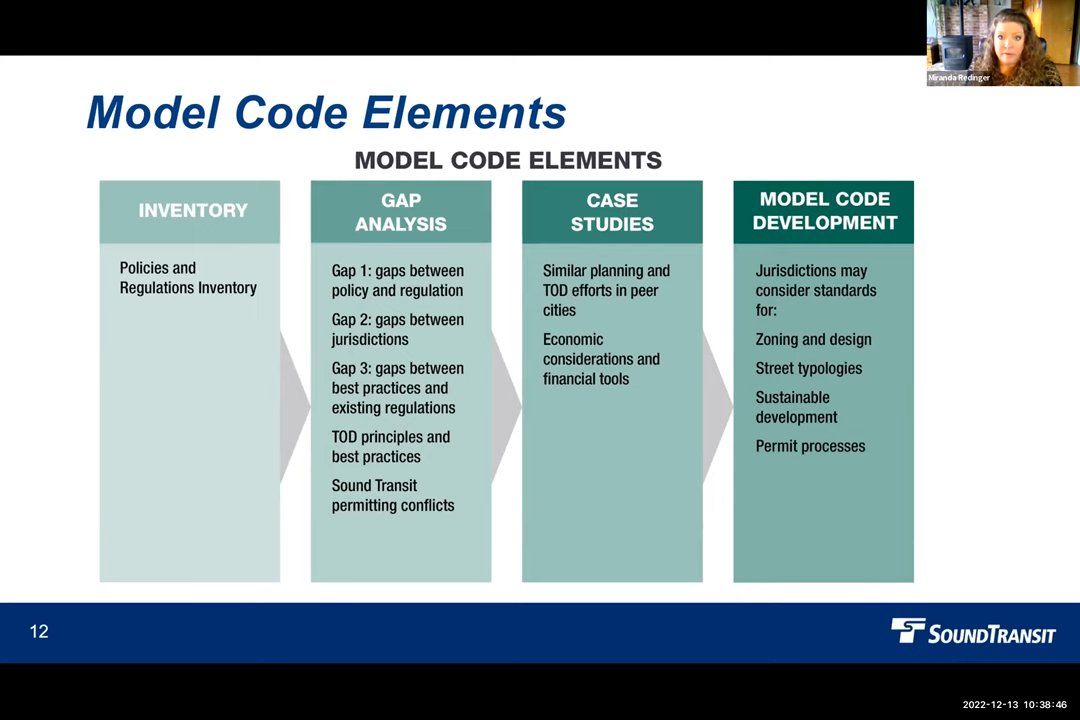 Miranda Redinger
Model Code Elements
MODEL CODE ELEMENTS
INVENTORY
Policies and
Regulations Inventory
GAP
ANALYSIS
Gap 1: gaps between
policy and regulation
Gap 2: gaps between
jurisdictions
Gap 3: gaps between
best practices and
existing regulations
TOD principles and
best practices
Sound Transit
permitting conflicts
CASE
STUDIES
Similar planning and
TOD efforts in peer
cities
Economic
considerations and
financial tools
MODEL CODE
DEVELOPMENT
Jurisdictions may
consider standards
for:
Zoning and design
Street typologies
Sustainable
development
Permit processes
12
SOUNDTRANSIT
2022-12-13 10:38:46